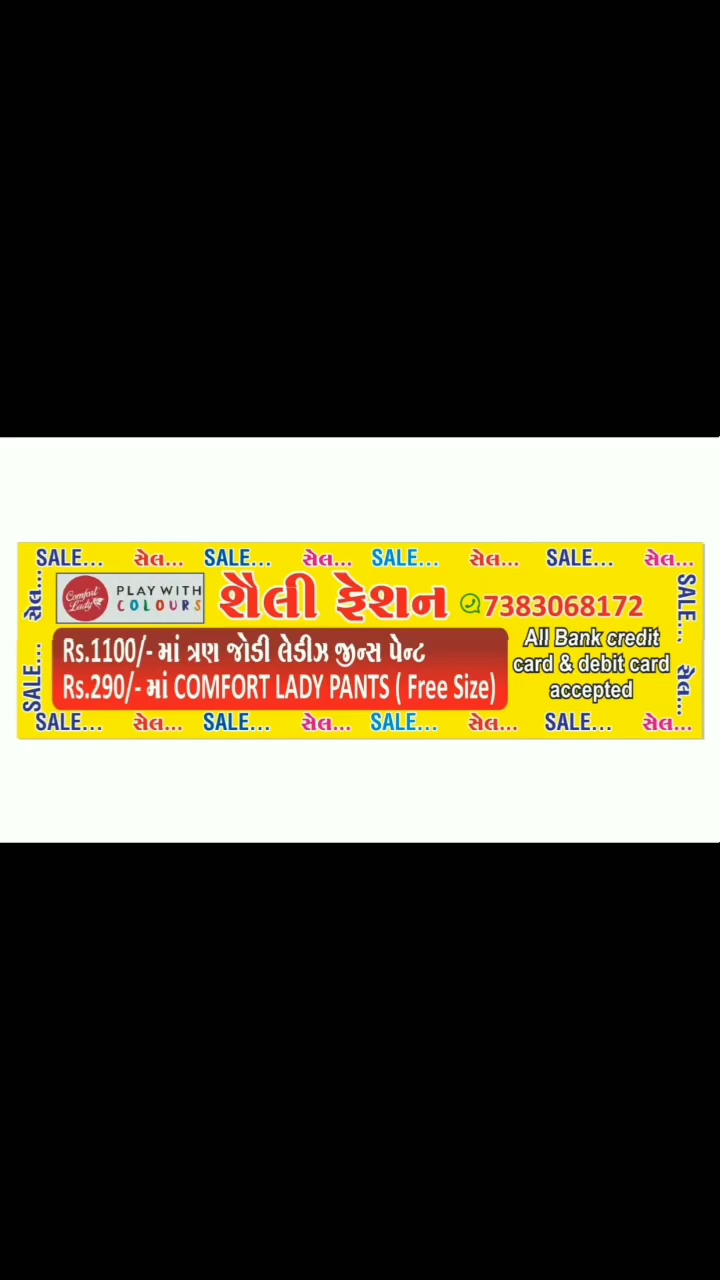 SALE... સેલ... SALE... સેલ... SALE... સેલ... SALE... સેલ...
સેલ...
SALE...
Comfort Lady
PLAY WITH
COLOURS
શૈલી ફેશન 7383068172
Rs.1100/- માં ત્રણ જોડી લેડીઝ જીન્સ પેન્ટ
Rs.290/- માં COMFORT LADY PANTS ( Free Size)
All Bank credit
card & debit card
accepted
SALE...
સેલ...
SALE... સેલ... SALE... સેલ... SALE... સેલ... SALE... સેલ...